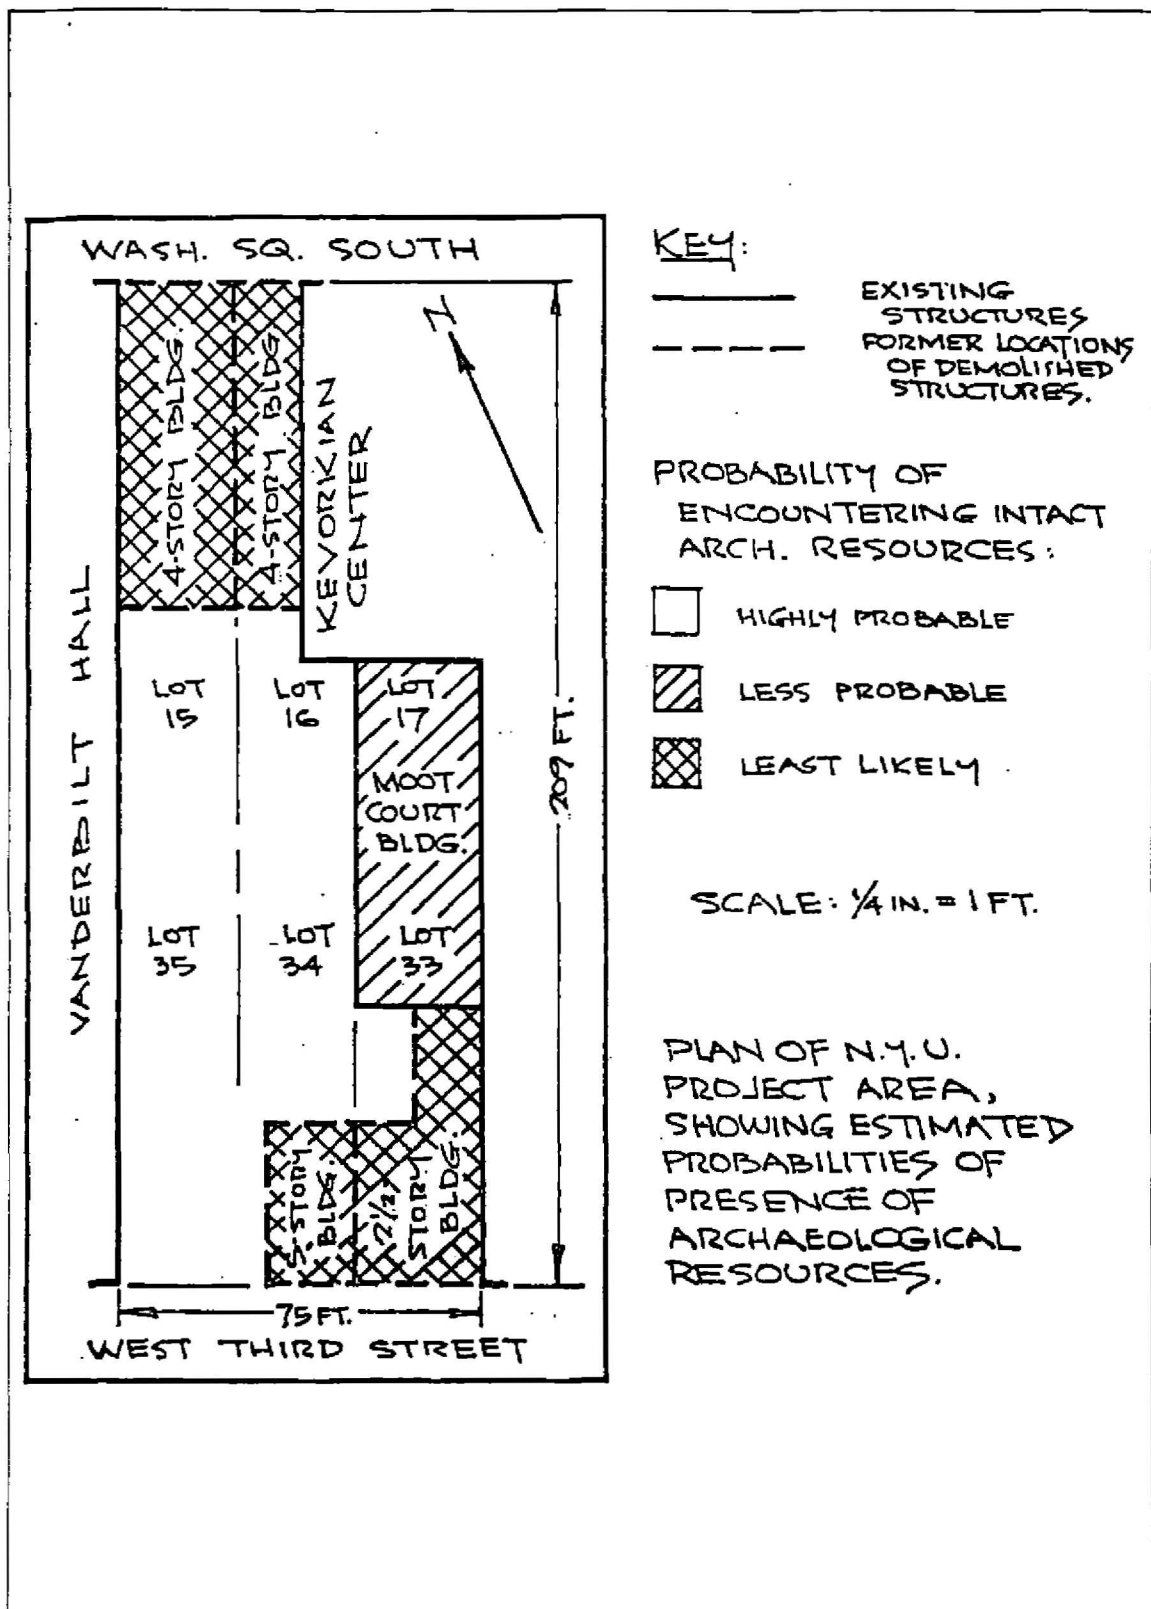 WASH. SQ. SOUTH
4-STORY BLDG.
4-STORY BLDG
KEVORKIAN
CENTER
N
VANDERBILT HALL
LOT
15
LOT
16
LOT
17
MOOT
COURT
BLDG.
LOT
35
LOT
34
LOT
33
209 FT.
5-STORY
BLDG.
2 1/2
STORY
BLDG.
75 FT.
WEST THIRD STREET
KEY:
EXISTING
STRUCTURES
FORMER LOCATIONS
OF DEMOLISHED
STRUCTURES.
PROBABILITY OF
ENCOUNTERING INTACT
ARCH. RESOURCES:
HIGHLY PROBABLE
LESS PROBABLE
LEAST LIKELY
SCALE: 1/4 IN. = 1 FT.
PLAN OF N.Y.U.
PROJECT AREA,
SHOWING ESTIMATED
PROBABILITIES OF
PRESENCE OF
ARCHAEOLOGICAL
RESOURCES.